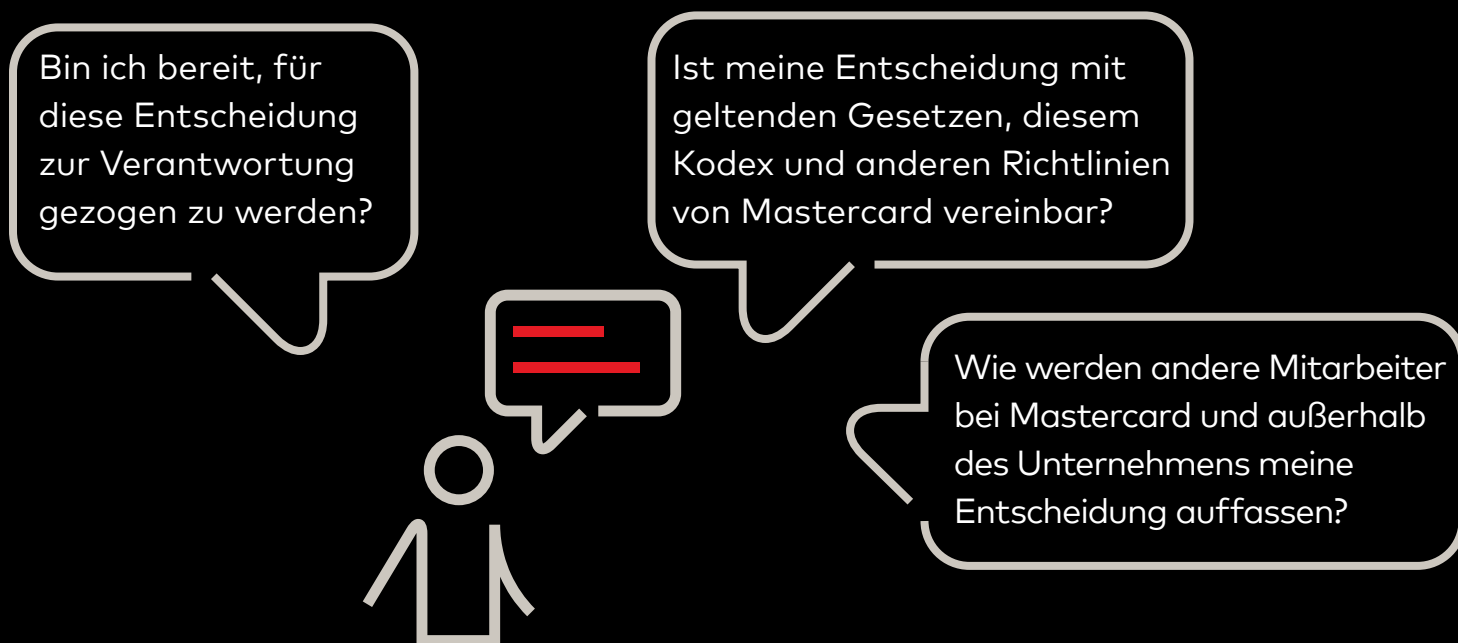 Bin ich bereit, für
diese Entscheidung
zur Verantwortung
gezogen zu werden?
Ist meine Entscheidung mit
geltenden Gesetzen, diesem
Kodex und anderen Richtlinien
von Mastercard vereinbar?
Wie werden andere Mitarbeiter
bei Mastercard und außerhalb
des Unternehmens meine
Entscheidung auffassen?